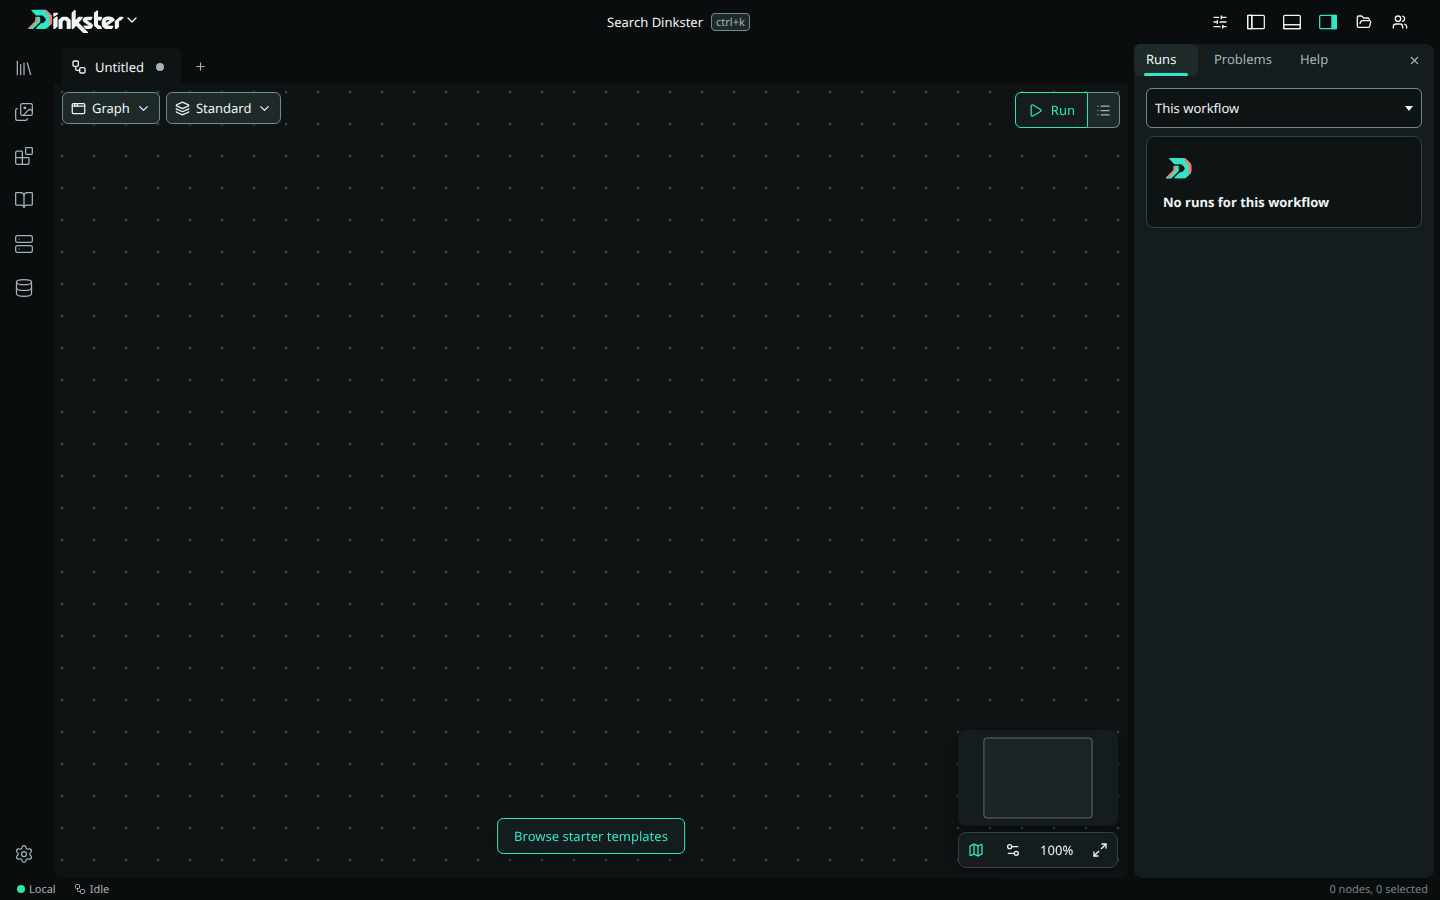 Dinkster
Search Dinkster ctrl+k
Untitled
Graph
Standard
Run
Runs
Problems
Help
This workflow
No runs for this workflow
Browse starter templates
100%
Local
Idle
0 nodes, 0 selected